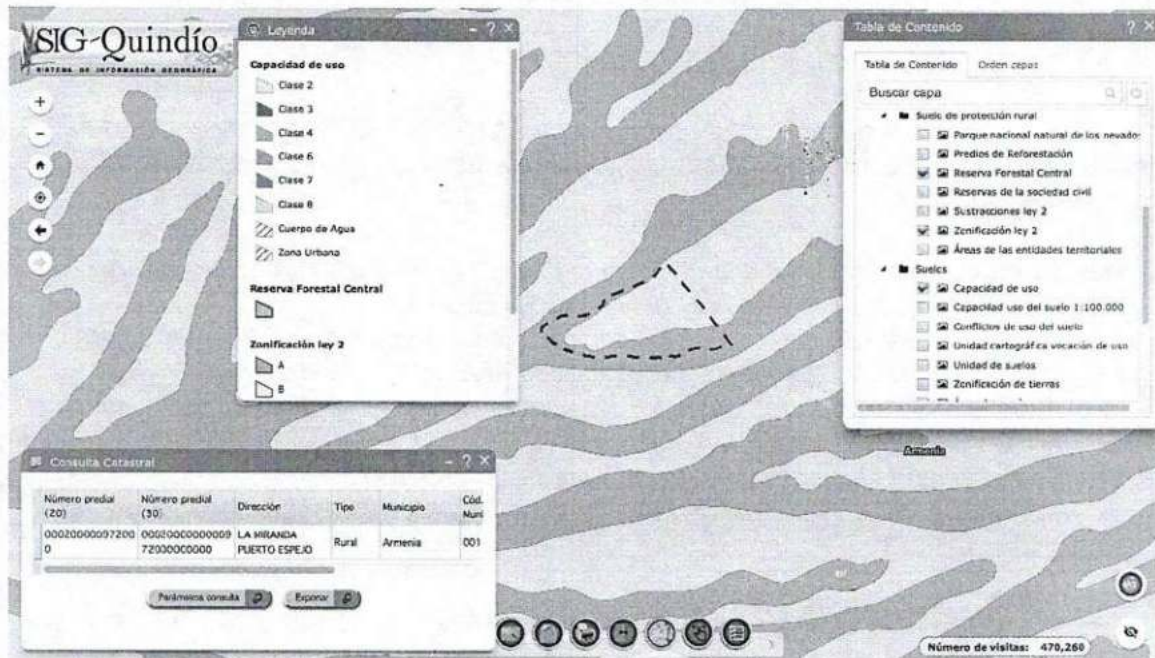 SIG-Quindío
SISTEMA DE INFORMACIÓN GEOGRÁFICA
Leyenda
Capacidad de uso
Clase 2
Clase 3
Clase 4
Clase 6
Clase 7
Clase 8
Cuerpo de Agua
Zona Urbana
Reserva Forestal Central
Zonificación ley 2
A
B
Tabla de Contenido
Tabla de Contenido Orden capas
Buscar capa
Suelo de protección rural
Parque nacional natural de los nevados
Predios de Reforestación
Reserva Forestal Central
Reservas de la sociedad civil
Sustracciones ley 2
Zenificación ley 2
Áreas de las entidades territoriales
Suelos
Capacidad de uso
Capacidad uso del suelo 1:100.000
Conflictos de uso del suelo
Unidad cartográfica vocación de uso
Unidad de suelos
Zonificación de tierras
Armenia
Consulta Catastral
Número predial (20) Número predial (30) Dirección Tipo Municipio Cód. Muni
00020000097200 00020000000009 LA MIRANDA Rural Armenia 001
0 72000000000 PUERTO ESPEJO
Parámetros consulta Exportar
Número de visitas: 470,260